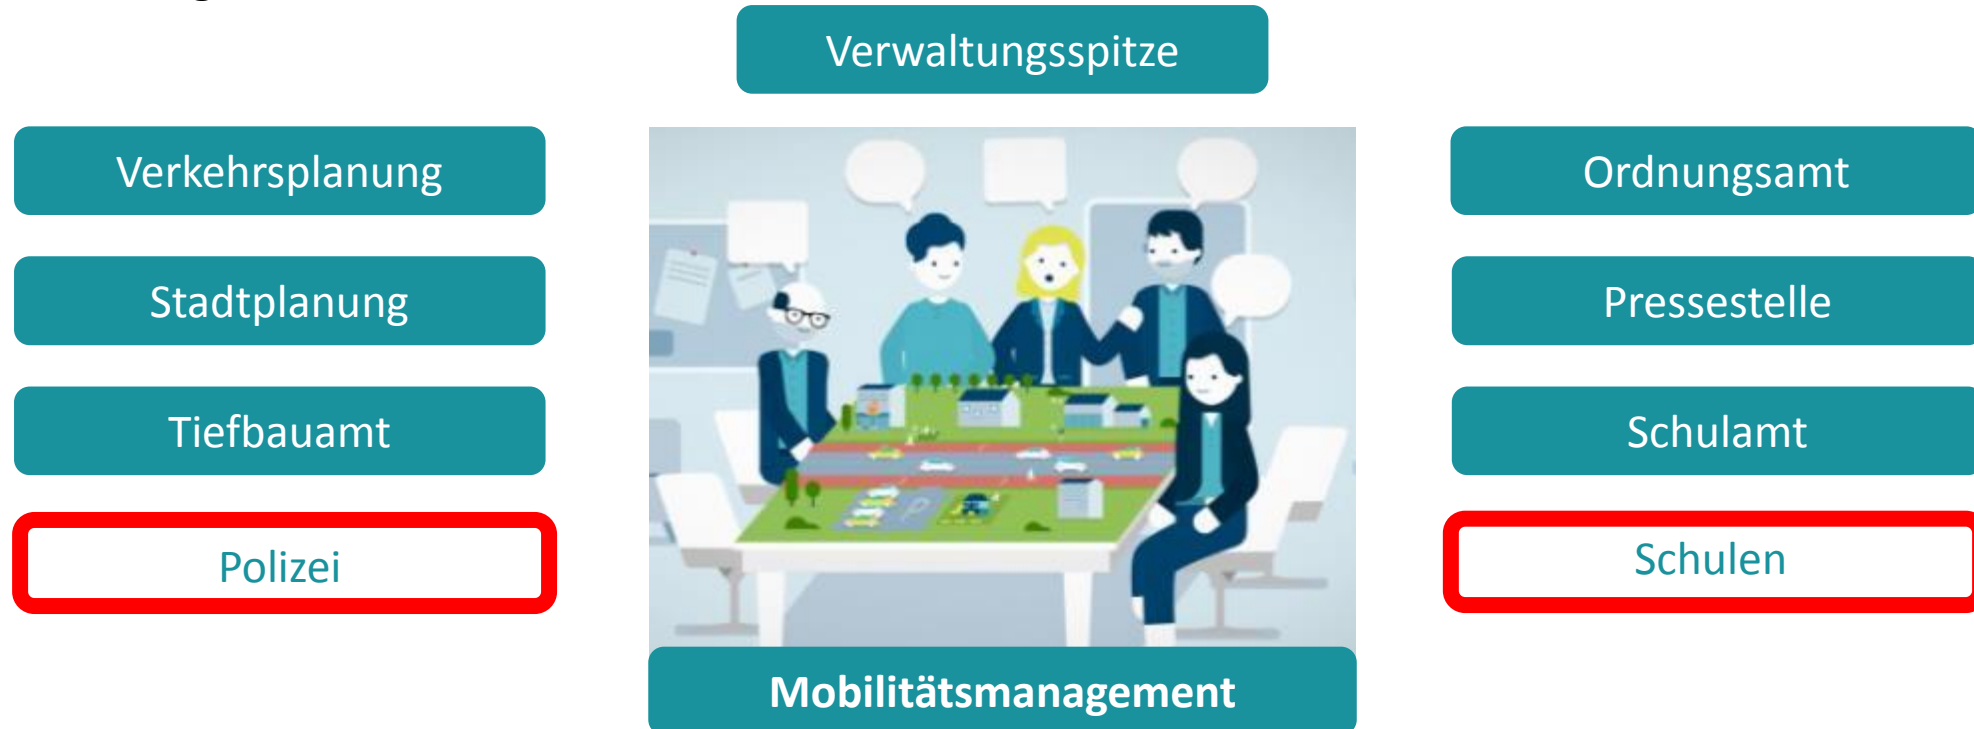 Verwaltungsspitze
Verkehrsplanung
Stadtplanung
Tiefbauamt
Polizei
Ordnungsamt
Pressestelle
Schulamt
Schulen
P
Mobilitätsmanagement